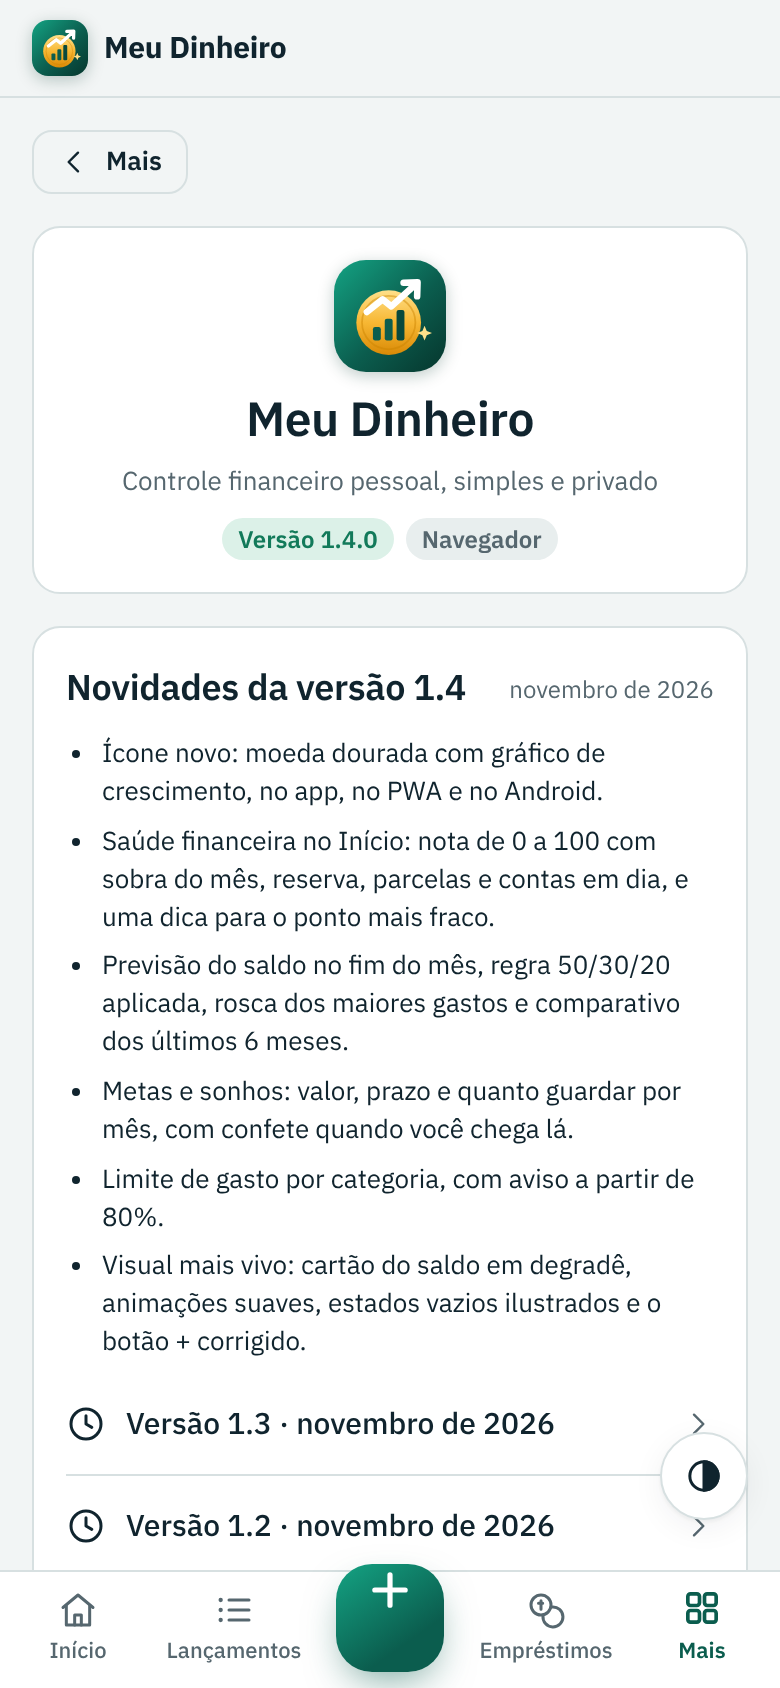 Meu Dinheiro
Mais
Meu Dinheiro
Controle financeiro pessoal, simples e privado
Versão 1.4.0
Navegador
Novidades da versão 1.4
novembro de 2026
• Ícone novo: moeda dourada com gráfico de
crescimento, no app, no PWA e no Android.
• Saúde financeira no Início: nota de 0 a 100 com
sobra do mês, reserva, parcelas e contas em dia, e
uma dica para o ponto mais fraco.
• Previsão do saldo no fim do mês, regra 50/30/20
aplicada, rosca dos maiores gastos e comparativo
dos últimos 6 meses.
• Metas e sonhos: valor, prazo e quanto guardar por
mês, com confete quando você chega lá.
• Limite de gasto por categoria, com aviso a partir de
80%.
• Visual mais vivo: cartão do saldo em degradê,
animações suaves, estados vazios ilustrados e o
botão + corrigido.
Versão 1.3 · novembro de 2026
Versão 1.2 · novembro de 2026
Início
Lançamentos
Empréstimos
Mais